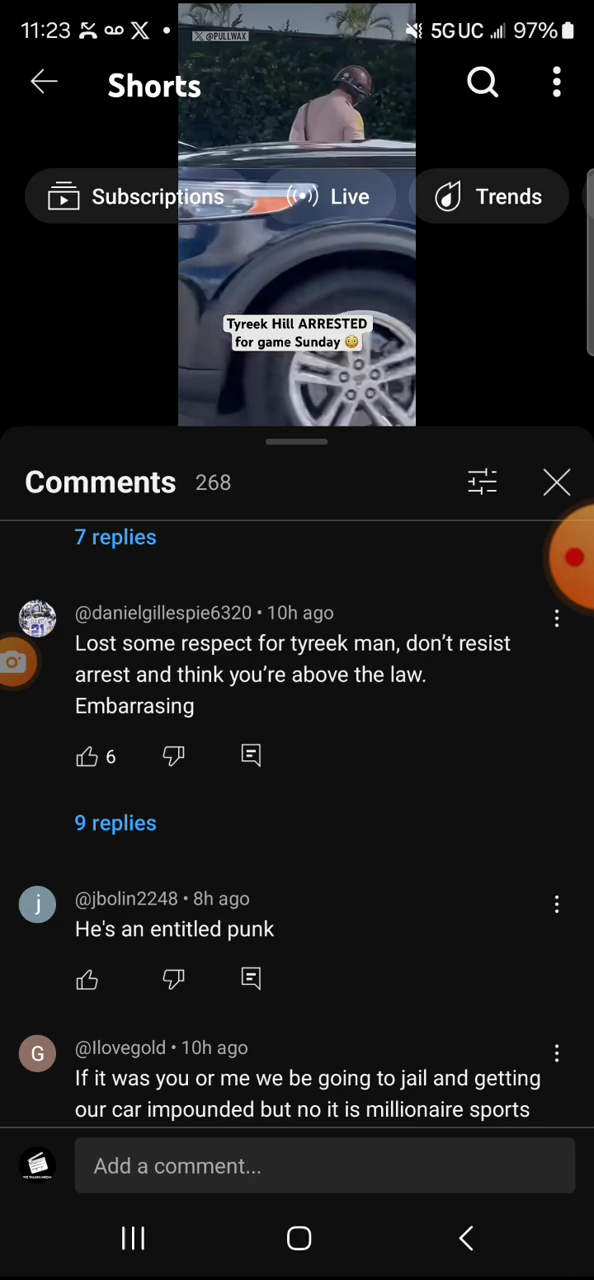 11:23
5G UC
97%
X @PULLWAX
Shorts
Subscriptions
Live
Trends
Tyreek Hill ARRESTED
for game Sunday 😳
Comments 268
7 replies
@danielgillespie6320 • 10h ago
Lost some respect for tyreek man, don't resist
arrest and think you're above the law.
Embarrasing
6
9 replies
j
@jbolin2248 • 8h ago
He's an entitled punk
G
@Ilovegold • 10h ago
If it was you or me we be going to jail and getting
our car impounded but no it is millionaire sports
Add a comment...